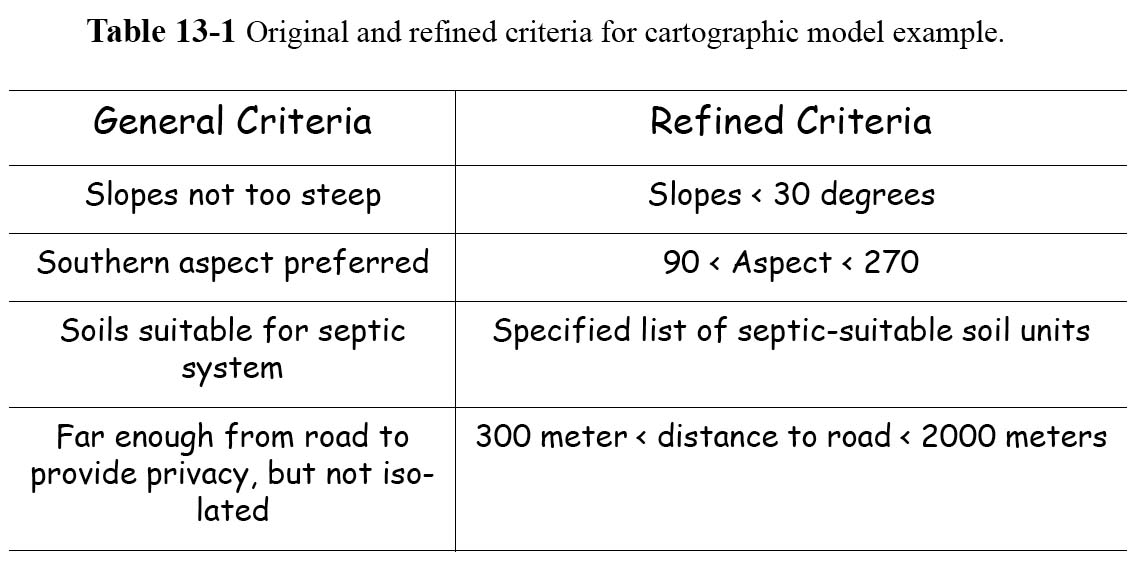 Table 13-1 Original and refined criteria for cartographic model example.
General Criteria
Refined Criteria
Slopes not too steep
Slopes < 30 degrees
Southern aspect preferred
90 < Aspect < 270
Soils suitable for septic
system
Specified list of septic-suitable soil units
Far enough from road to
provide privacy, but not iso-
lated
300 meter < distance to road < 2000 meters